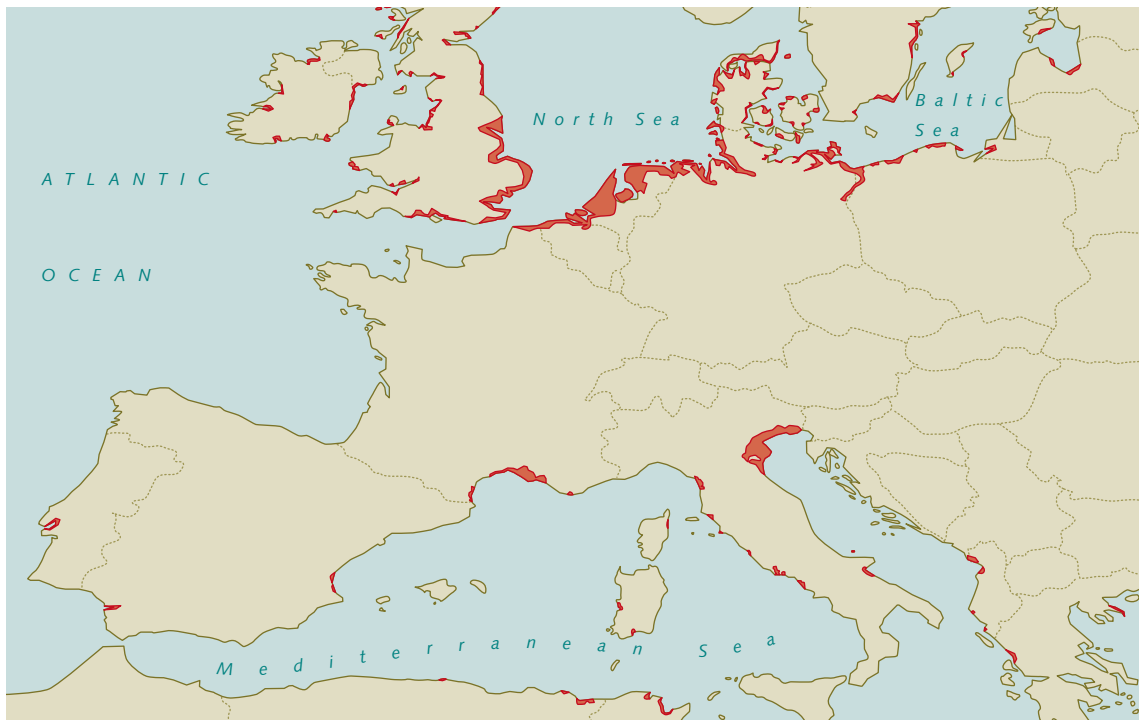 North Sea
Baltic
Sea
ATLANTIC
OCEAN
Mediterranean Sea